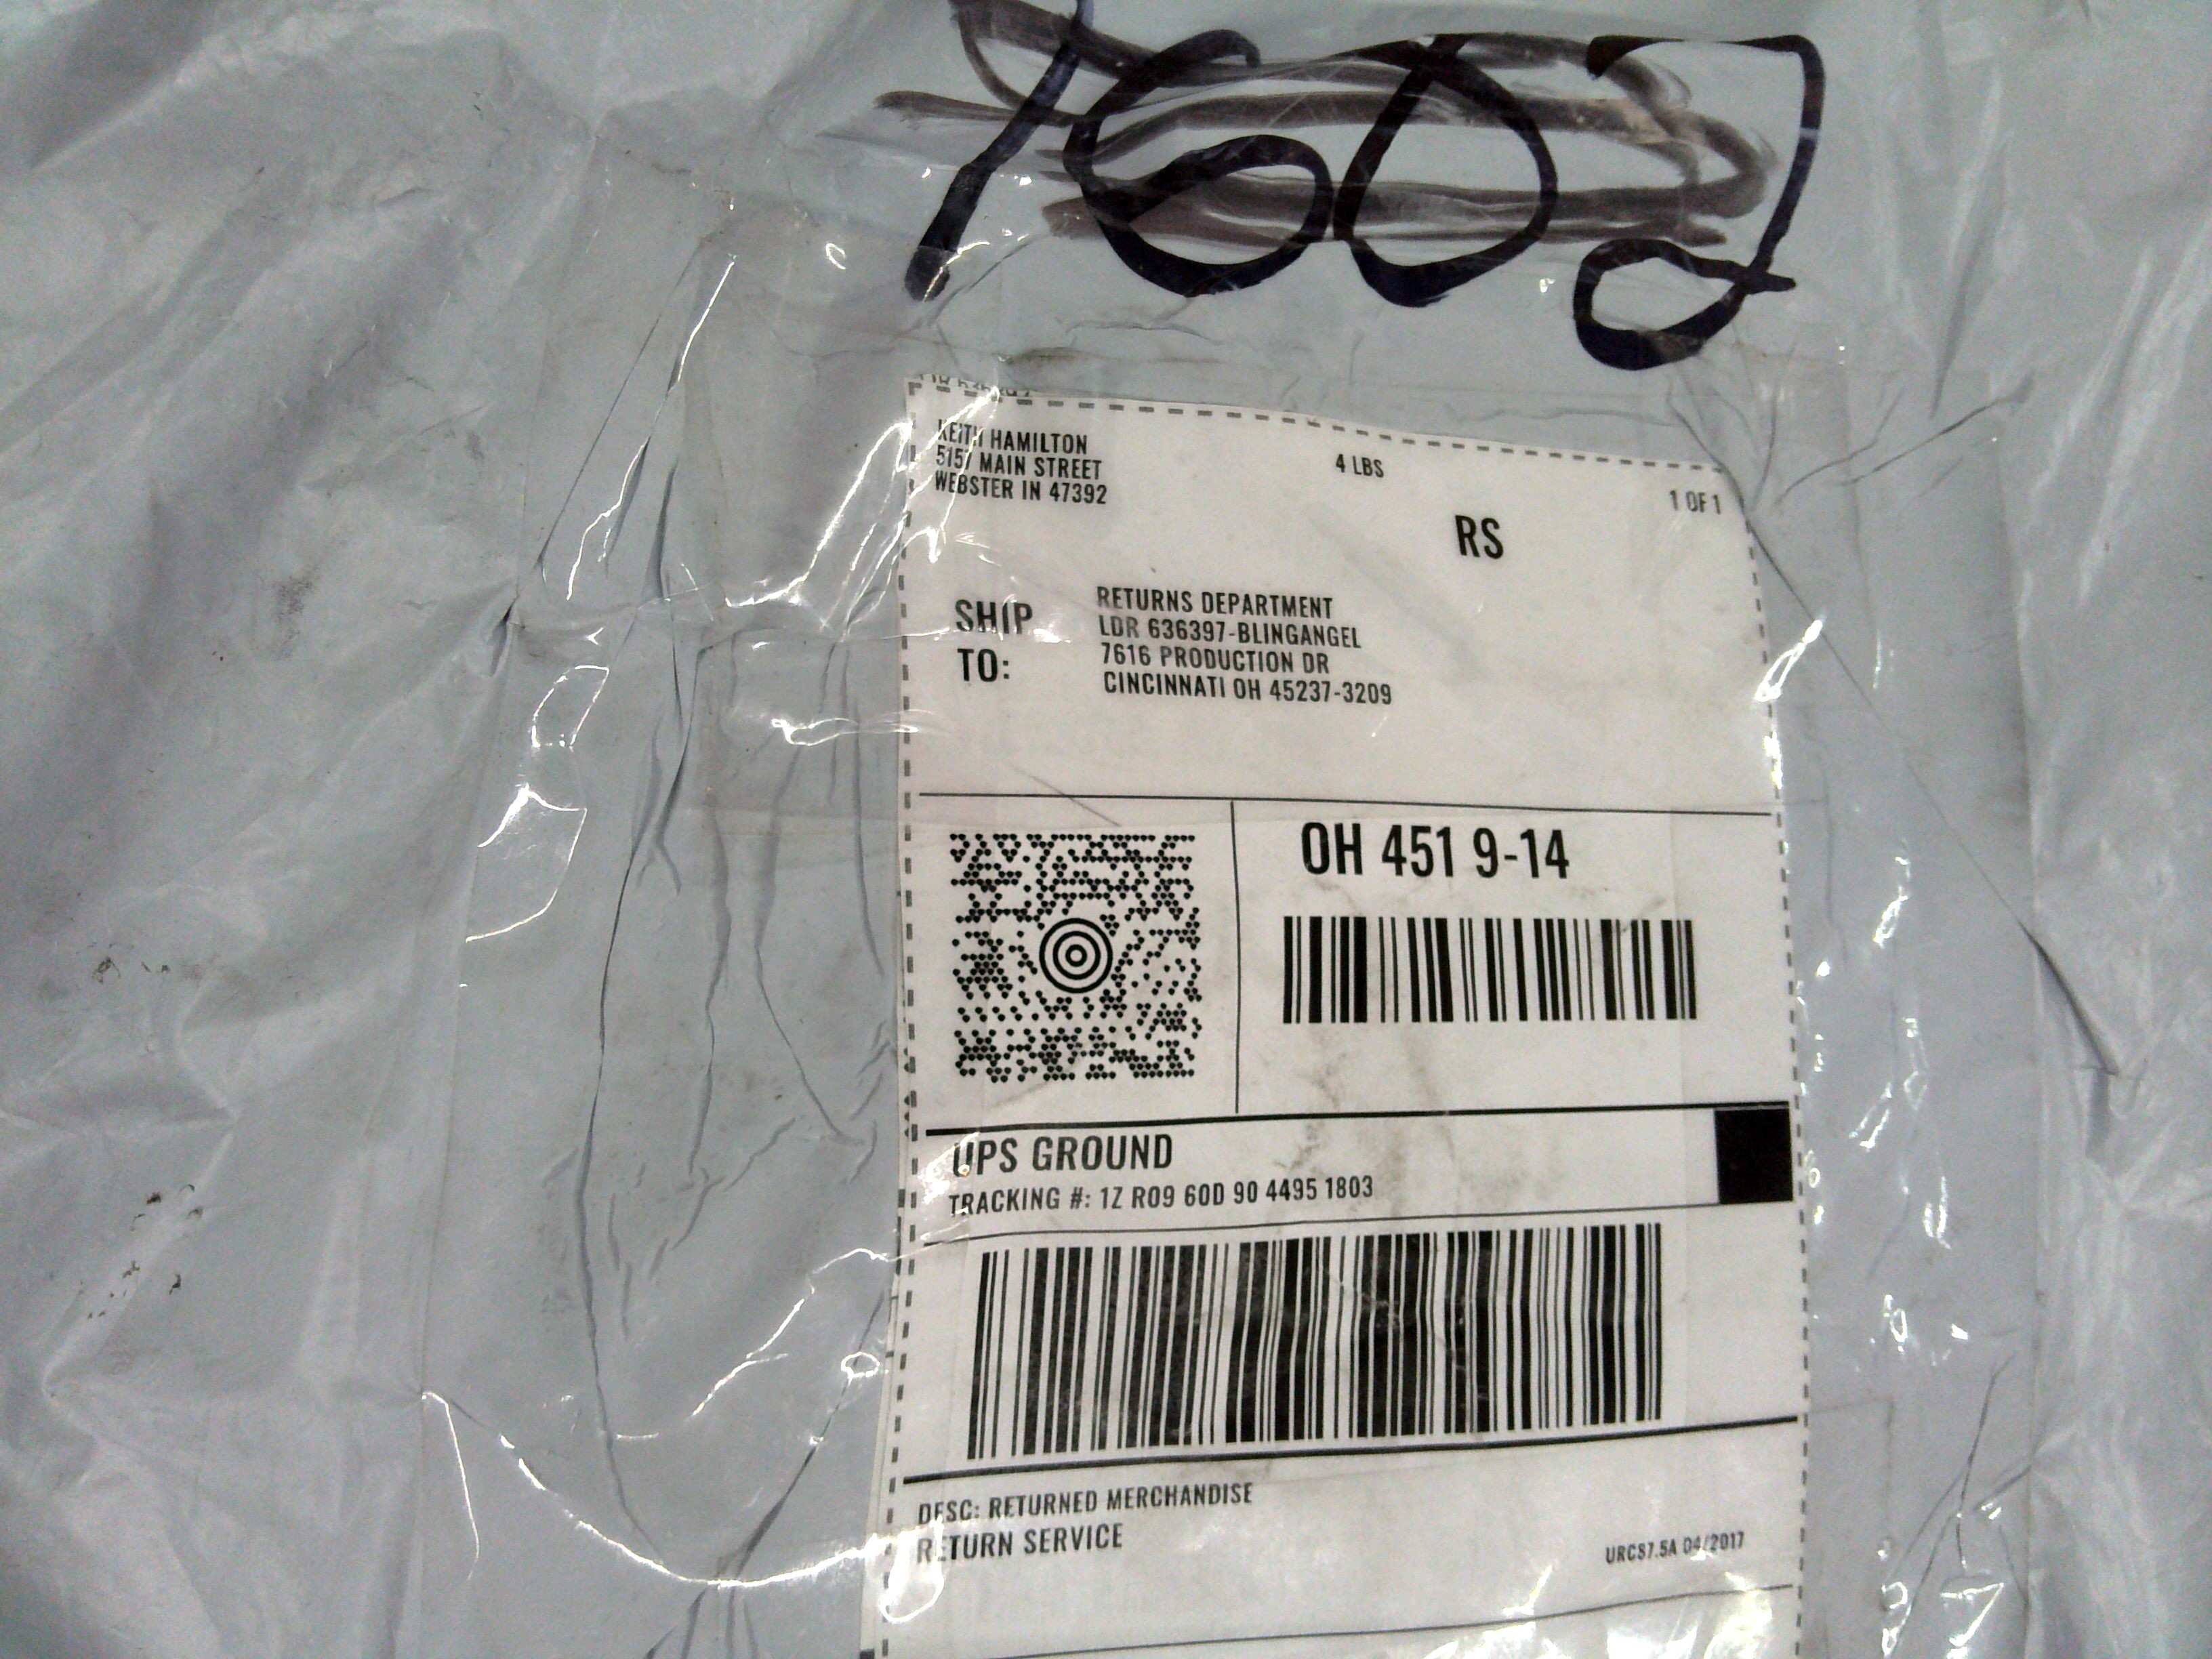 1602
KEITH HAMILTON
5157 MAIN STREET
WEBSTER IN 47392
4 LBS
1 OF 1
RS
SHIP TO:
RETURNS DEPARTMENT
LDR 636397-BLINGANGEL
7616 PRODUCTION DR
CINCINNATI OH 45237-3209
OH 451 9-14
UPS GROUND
TRACKING #: 1Z R09 60D 90 4495 1803
DESC: RETURNED MERCHANDISE
RETURN SERVICE
URCS7.5A 04/2017